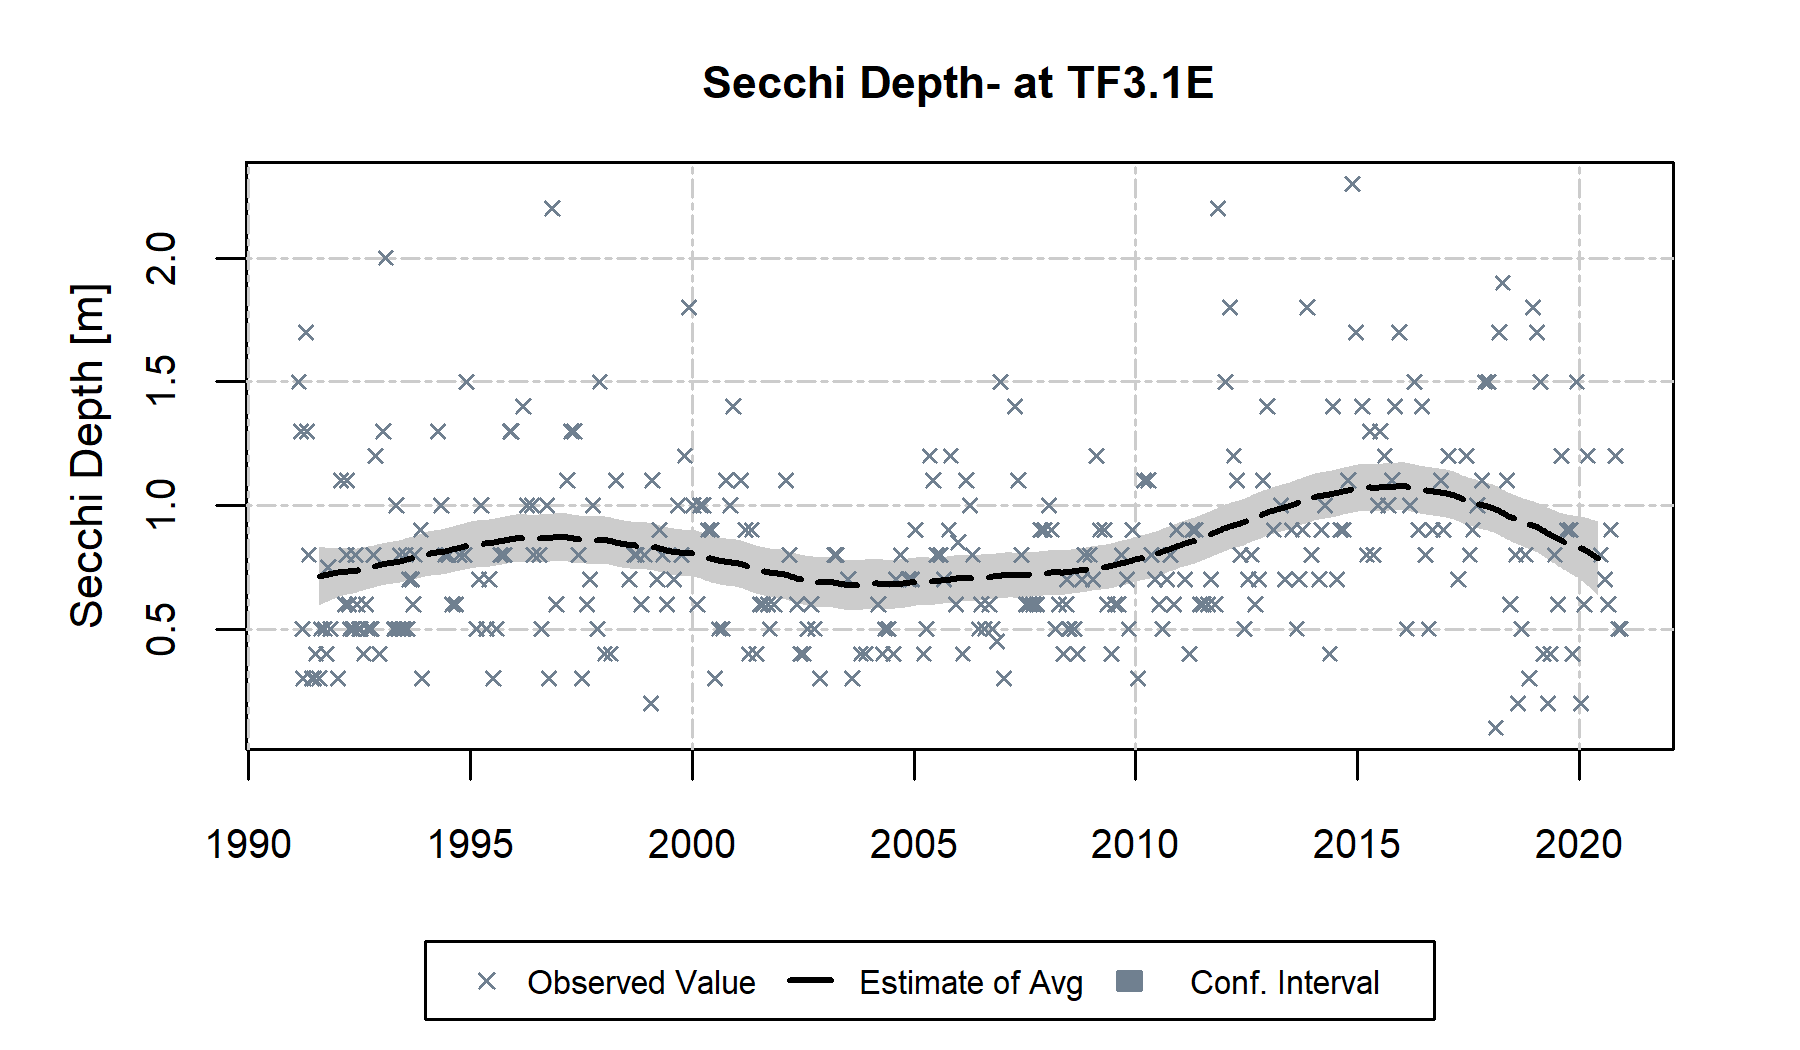 Secchi Depth- at TF3.1E
Secchi Depth [m]
2.0
1.5
1.0
0.5
1990 1995 2000 2005 2010 2015 2020
Observed Value Estimate of Avg Conf. Interval